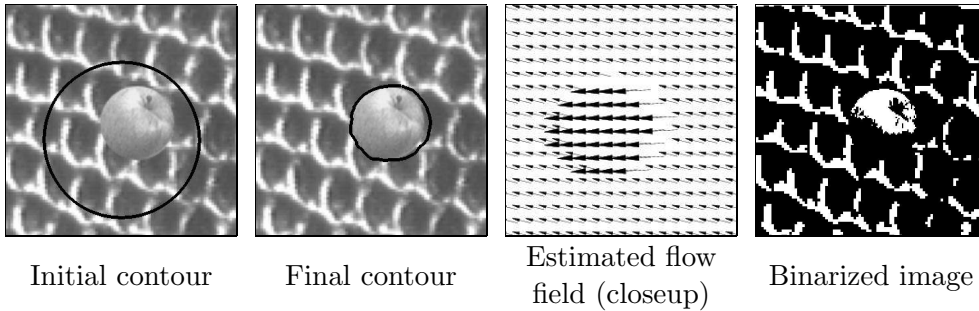 Initial contour
Final contour
Estimated flow
field (closeup)
Binarized image